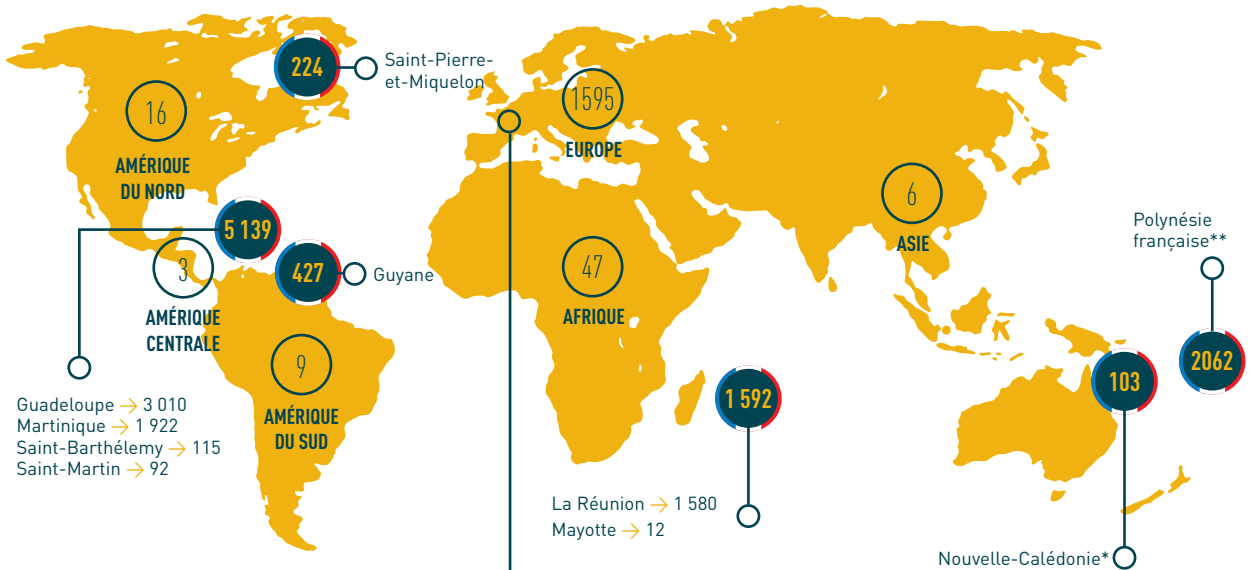 224
Saint-Pierre-
et-Miquelon
16
1595
AMÉRIQUE
DU NORD
EUROPE
6
ASIE
5 139
Polynésie
française**
3
427
Guyane
47
AMÉRIQUE
CENTRALE
AFRIQUE
9
AMÉRIQUE
DU SUD
2062
103
1 592
Guadeloupe → 3 010
Martinique → 1 922
Saint-Barthélemy → 115
Saint-Martin → 92
La Réunion → 1 580
Mayotte → 12
Nouvelle-Calédonie*